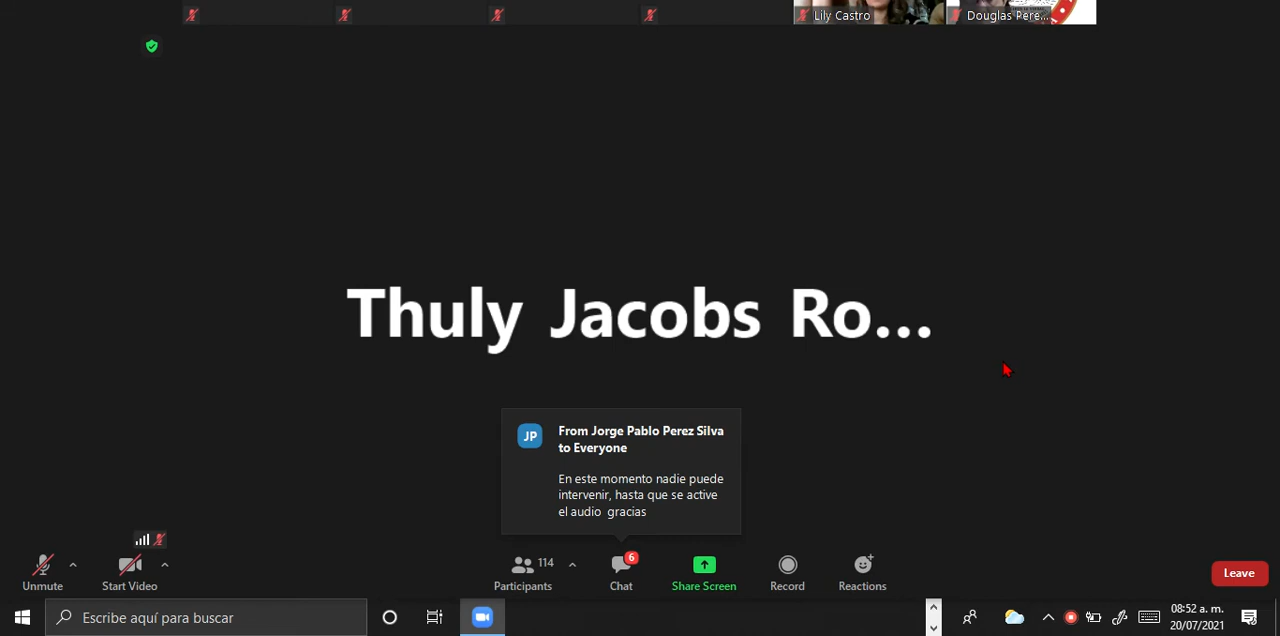 Lily Castro
Douglas Pere...
Thuly Jacobs Ro...
JP
From Jorge Pablo Perez Silva
to Everyone
En este momento nadie puede
intervenir, hasta que se active
el audio gracias
114
6
Unmute
Start Video
Participants
Chat
Share Screen
Record
Reactions
Leave
Escribe aquí para buscar
08:52 a. m.
20/07/2021